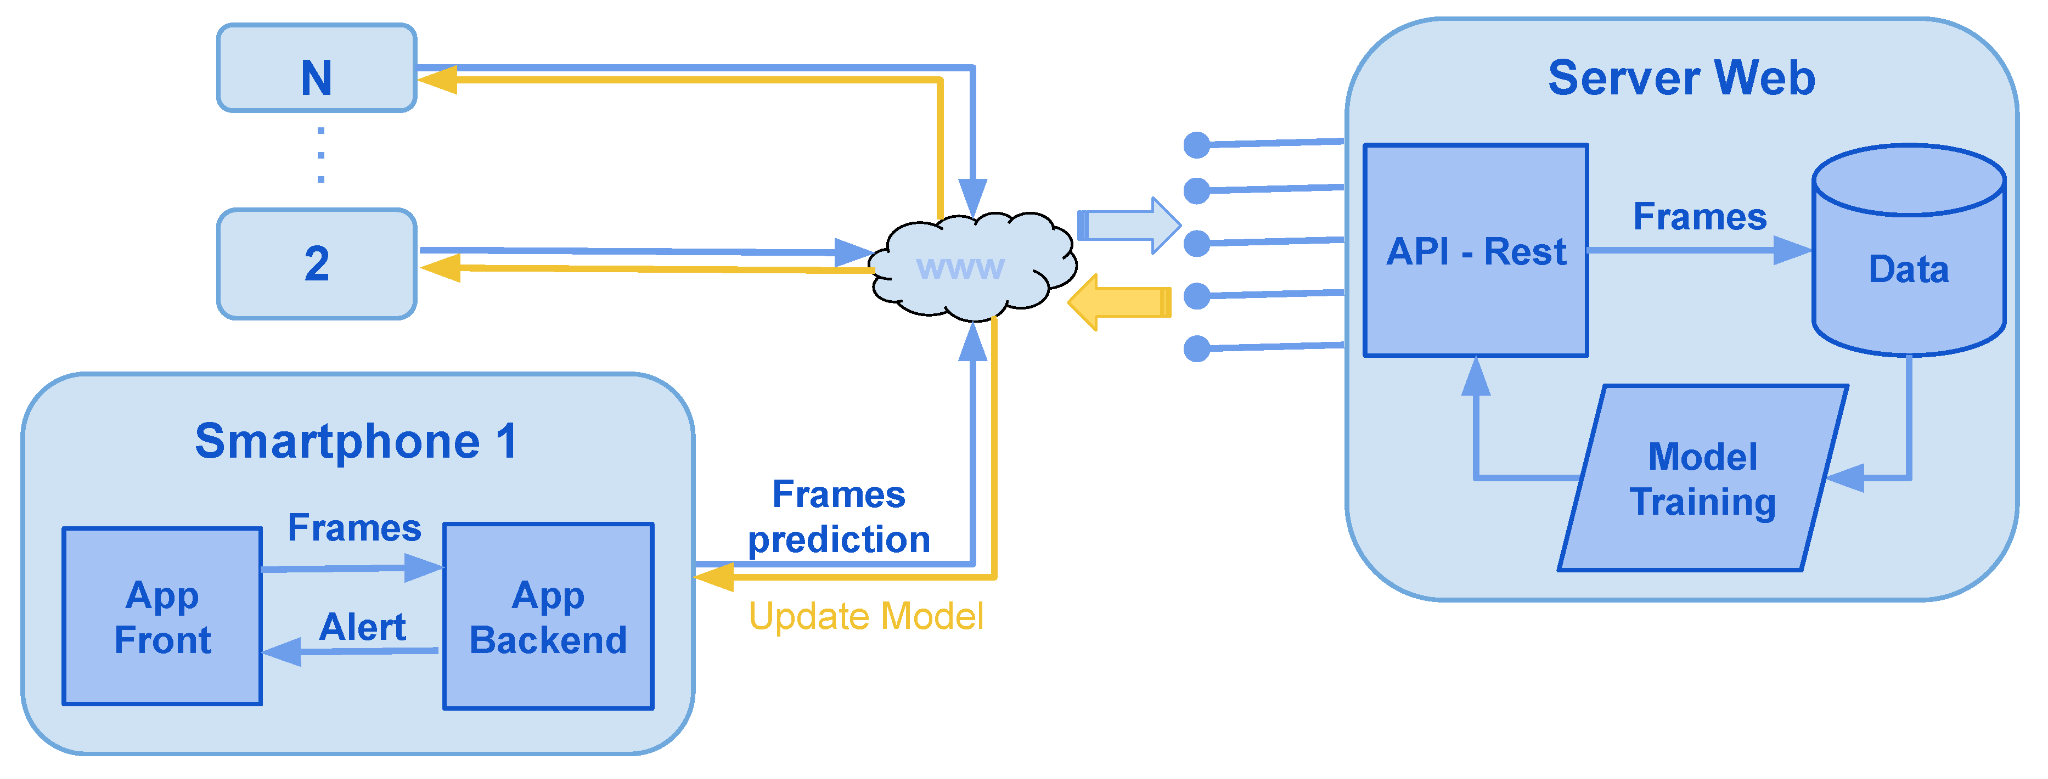 N
2
www
Server Web
API - Rest
Frames
Data
Model
Training
Smartphone 1
Frames
Alert
App
Front
App
Backend
Frames
prediction
Update Model